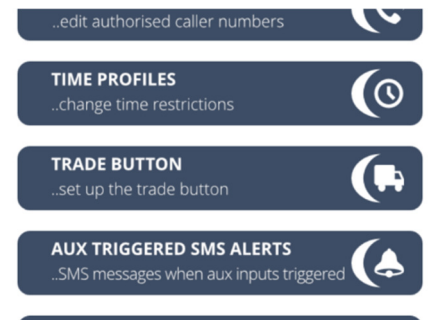 ..edit authorised caller numbers
TIME PROFILES
..change time restrictions
TRADE BUTTON
..set up the trade button
AUX TRIGGERED SMS ALERTS
..SMS messages when aux inputs triggered